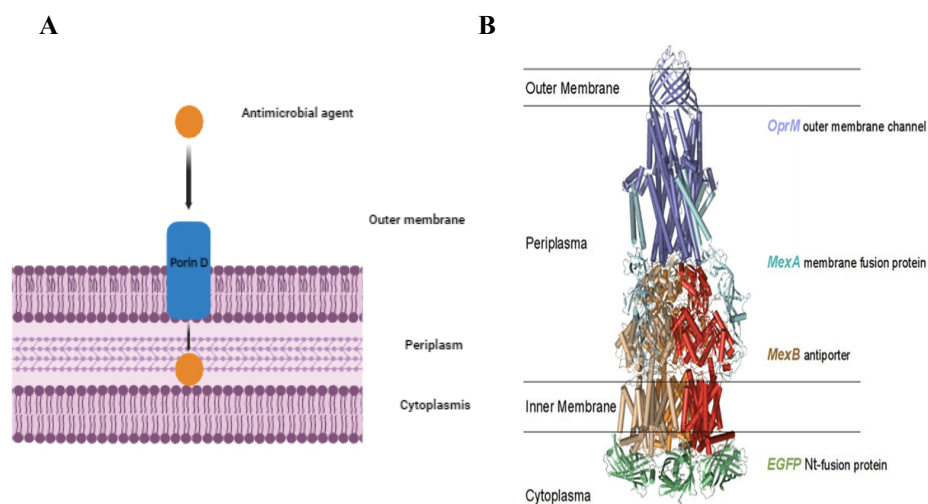 A
Antimicrobial agent
Outer membrane
Porin D
Periplasm
Cytoplasmis
B
Outer Membrane
OprM outer membrane channel
Periplasma
MexA membrane fusion protein
MexB antiporter
Inner Membrane
EGFP Nt-fusion protein
Cytoplasma